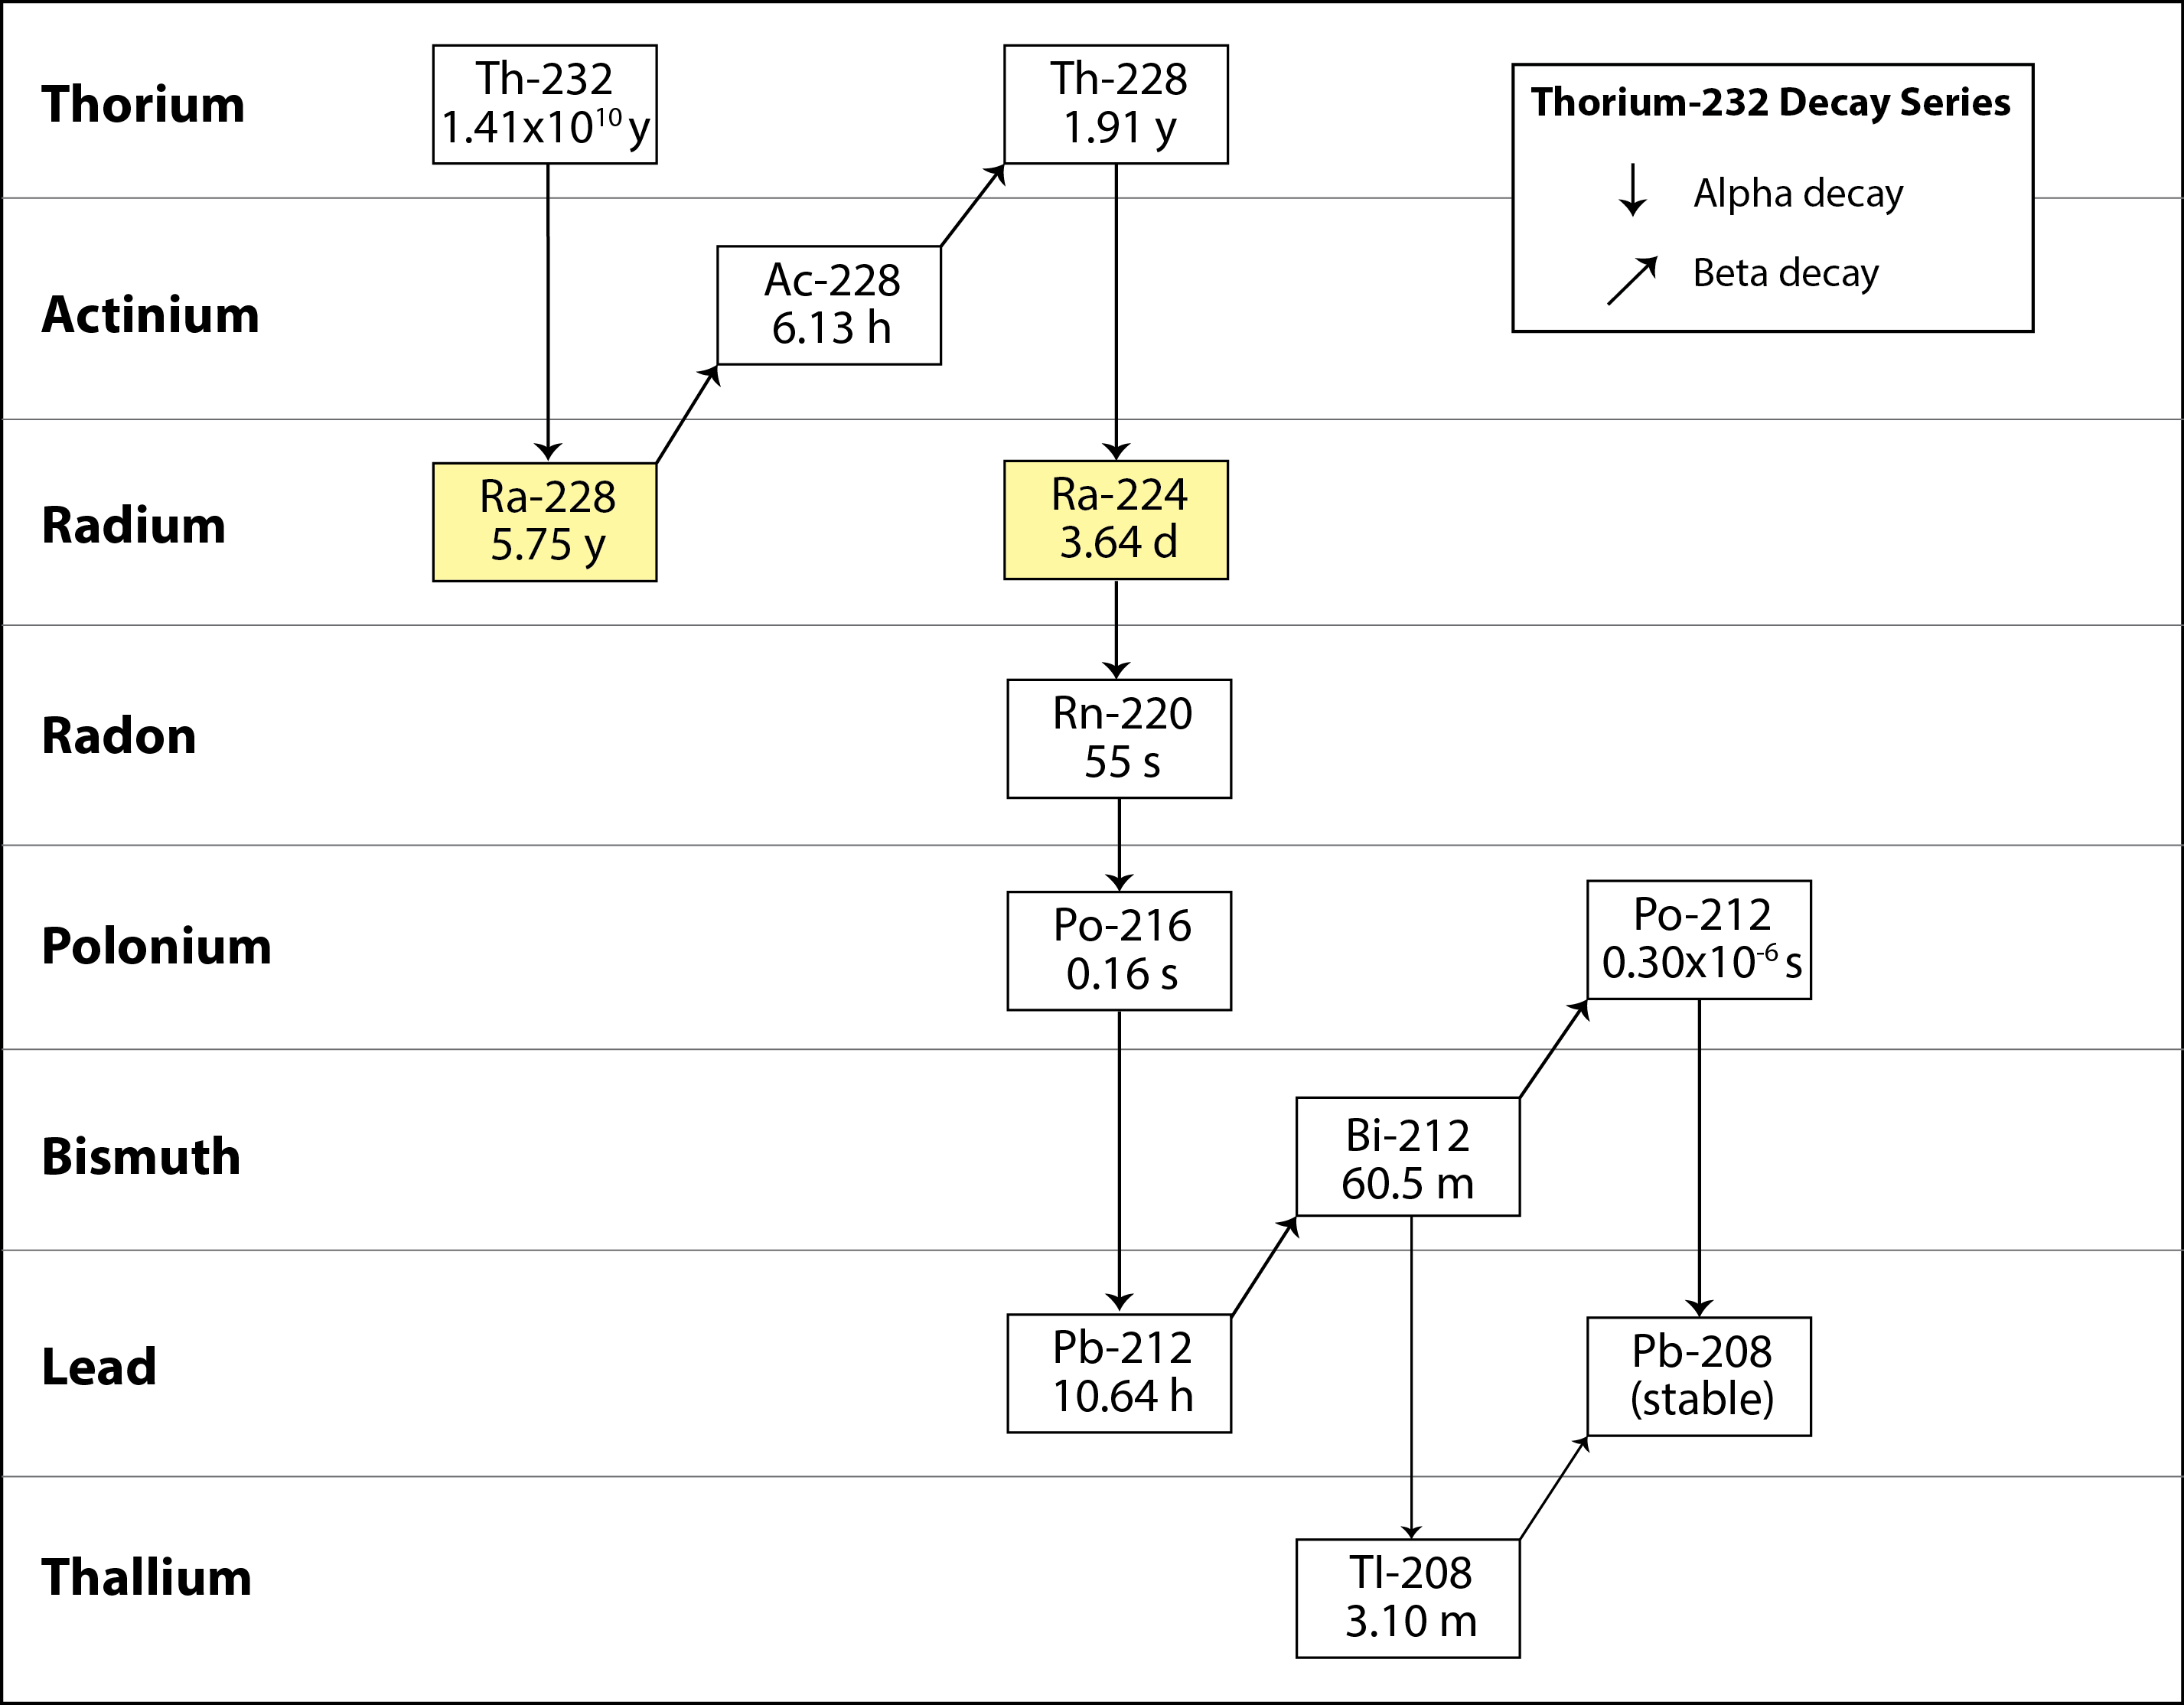 Thorium
Th-232
1.41x10¹⁰ y
Th-228
1.91 y
Thorium-232 Decay Series
Alpha decay
Beta decay
Actinium
Ac-228
6.13 h
Radium
Ra-228
5.75 y
Ra-224
3.64 d
Radon
Rn-220
55 s
Polonium
Po-216
0.16 s
Po-212
0.30x10⁻⁶ s
Bismuth
Bi-212
60.5 m
Lead
Pb-212
10.64 h
Pb-208
(stable)
Thallium
Tl-208
3.10 m